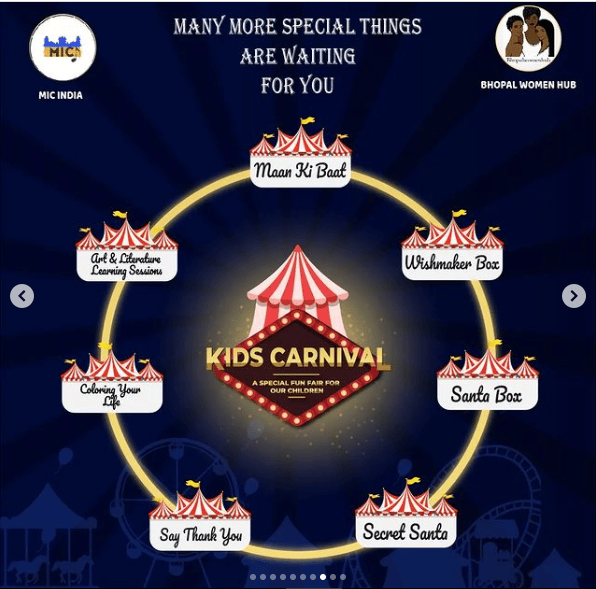 MANY MORE SPECIAL THINGS
ARE WAITING
FOR YOU
MIC
MIC INDIA
Bhopalwomenhub
BHOPAL WOMEN HUB
Maan Ki Baat
Art & Literature
Learning Sessions
Wishmaker Box
KIDS CARNIVAL
A SPECIAL FUN FAIR FOR
OUR CHILDREN
Coloring Your
Life
Santa Box
Say Thank You
Secret Santa